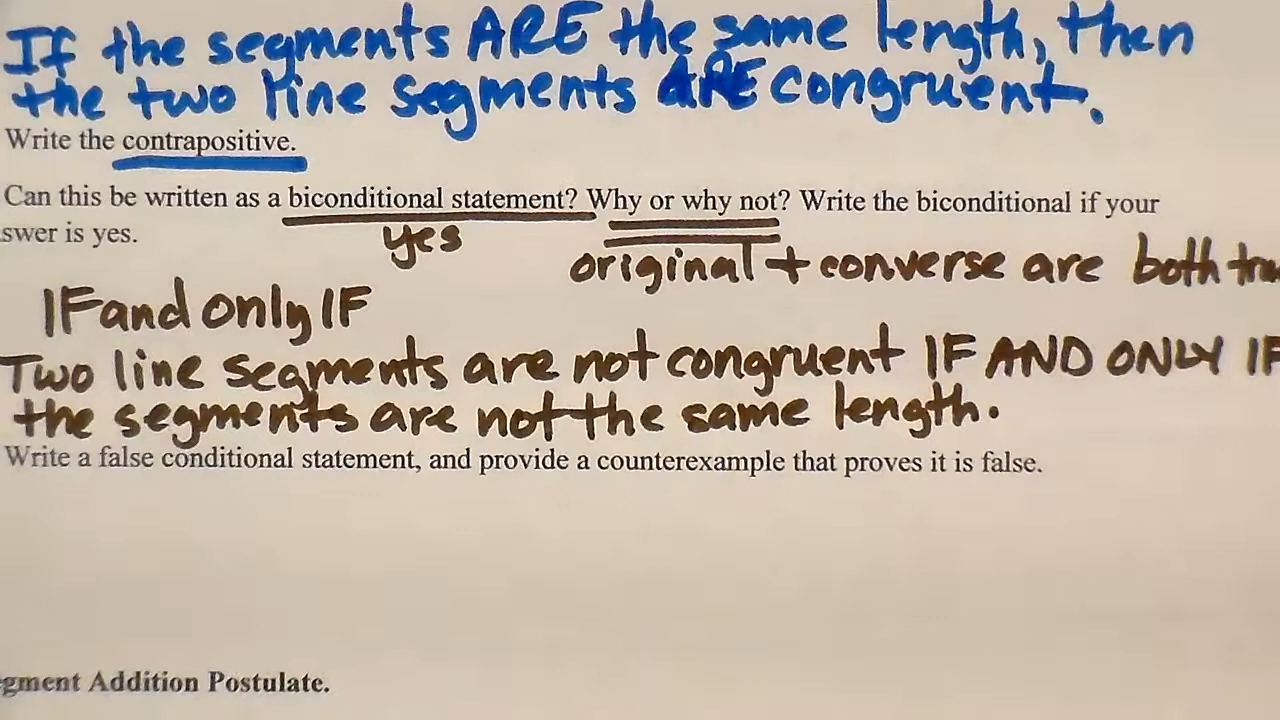 If the segments ARE the same length, then
the two line segments ARE congruent.
Write the contrapositive.
Can this be written as a biconditional statement? Why or why not? Write the biconditional if your
swer is yes.
yes
original + converse are both tru
IF and only IF
Two line segments are not congruent IF AND ONLY IF
the segments are not the same length.
Write a false conditional statement, and provide a counterexample that proves it is false.
gment Addition Postulate.